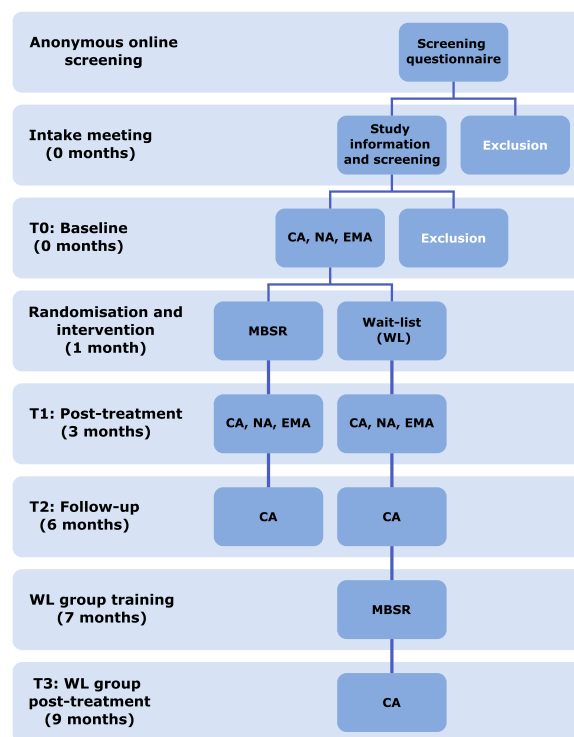 Anonymous online
screening
Screening
questionnaire
Intake meeting
(0 months)
Study
information
and screening
Exclusion
T0: Baseline
(0 months)
CA, NA, EMA
Exclusion
Randomisation and
intervention
(1 month)
MBSR
Wait-list
(WL)
T1: Post-treatment
(3 months)
CA, NA, EMA
CA, NA, EMA
T2: Follow-up
(6 months)
CA
CA
WL group training
(7 months)
MBSR
T3: WL group
post-treatment
(9 months)
CA